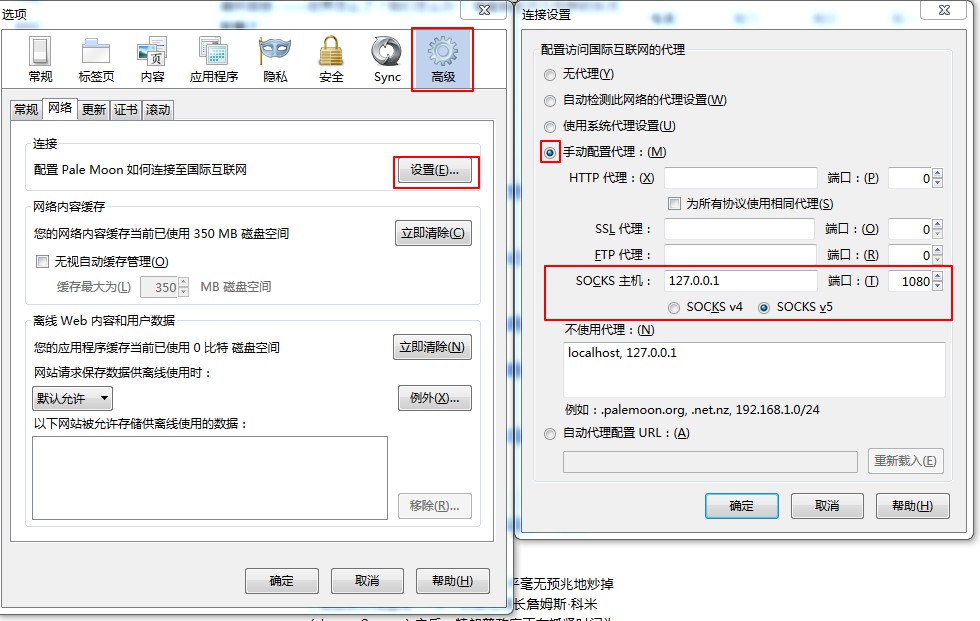 选项
常规 标签页 内容 应用程序 隐私 安全 Sync 高级
常规 网络 更新 证书 滚动
连接
配置 Pale Moon 如何连接至国际互联网
设置(E)...
网络内容缓存
您的网络内容缓存当前已使用 350 MB 磁盘空间
立即清除(C)
无视自动缓存管理(O)
缓存最大为(L) 350 MB 磁盘空间
离线 Web 内容和用户数据
您的应用程序缓存当前已使用 0 比特 磁盘空间
立即清除(N)
网站请求保存数据供离线使用时：
默认允许
例外(X)...
以下网站被允许存储供离线使用的数据：
移除(R)...
确定 取消 帮助(H)
连接设置
配置访问国际互联网的代理
无代理(Y)
自动检测此网络的代理设置(W)
使用系统代理设置(U)
手动配置代理：(M)
HTTP 代理：(X) 端口：(P) 0
为所有协议使用相同代理(S)
SSL 代理： 端口：(O) 0
FTP 代理： 端口：(R) 0
SOCKS 主机： 127.0.0.1 端口：(T) 1080
SOCKS v4 SOCKS v5
不使用代理：(N)
localhost, 127.0.0.1
例如：.palemoon.org, .net.nz, 192.168.1.0/24
自动代理配置 URL：(A)
重新载入(E)
确定 取消 帮助(H)
毫无预兆地炒掉
长詹姆斯·科米